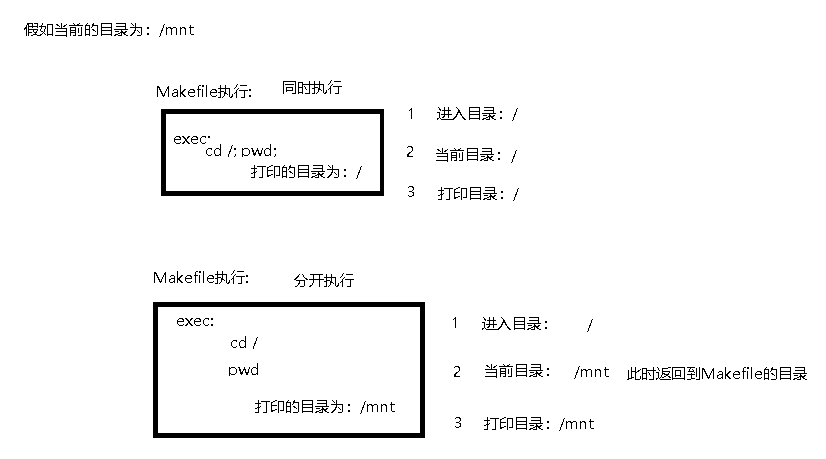 假如当前的目录为：/mnt
Makefile执行： 同时执行
exec:
cd /; pwd;
打印的目录为：/
1 进入目录：/
2 当前目录：/
3 打印目录：/
Makefile执行： 分开执行
exec:
cd /
pwd
打印的目录为：/mnt
1 进入目录： /
2 当前目录： /mnt 此时返回到Makefile的目录
3 打印目录：/mnt